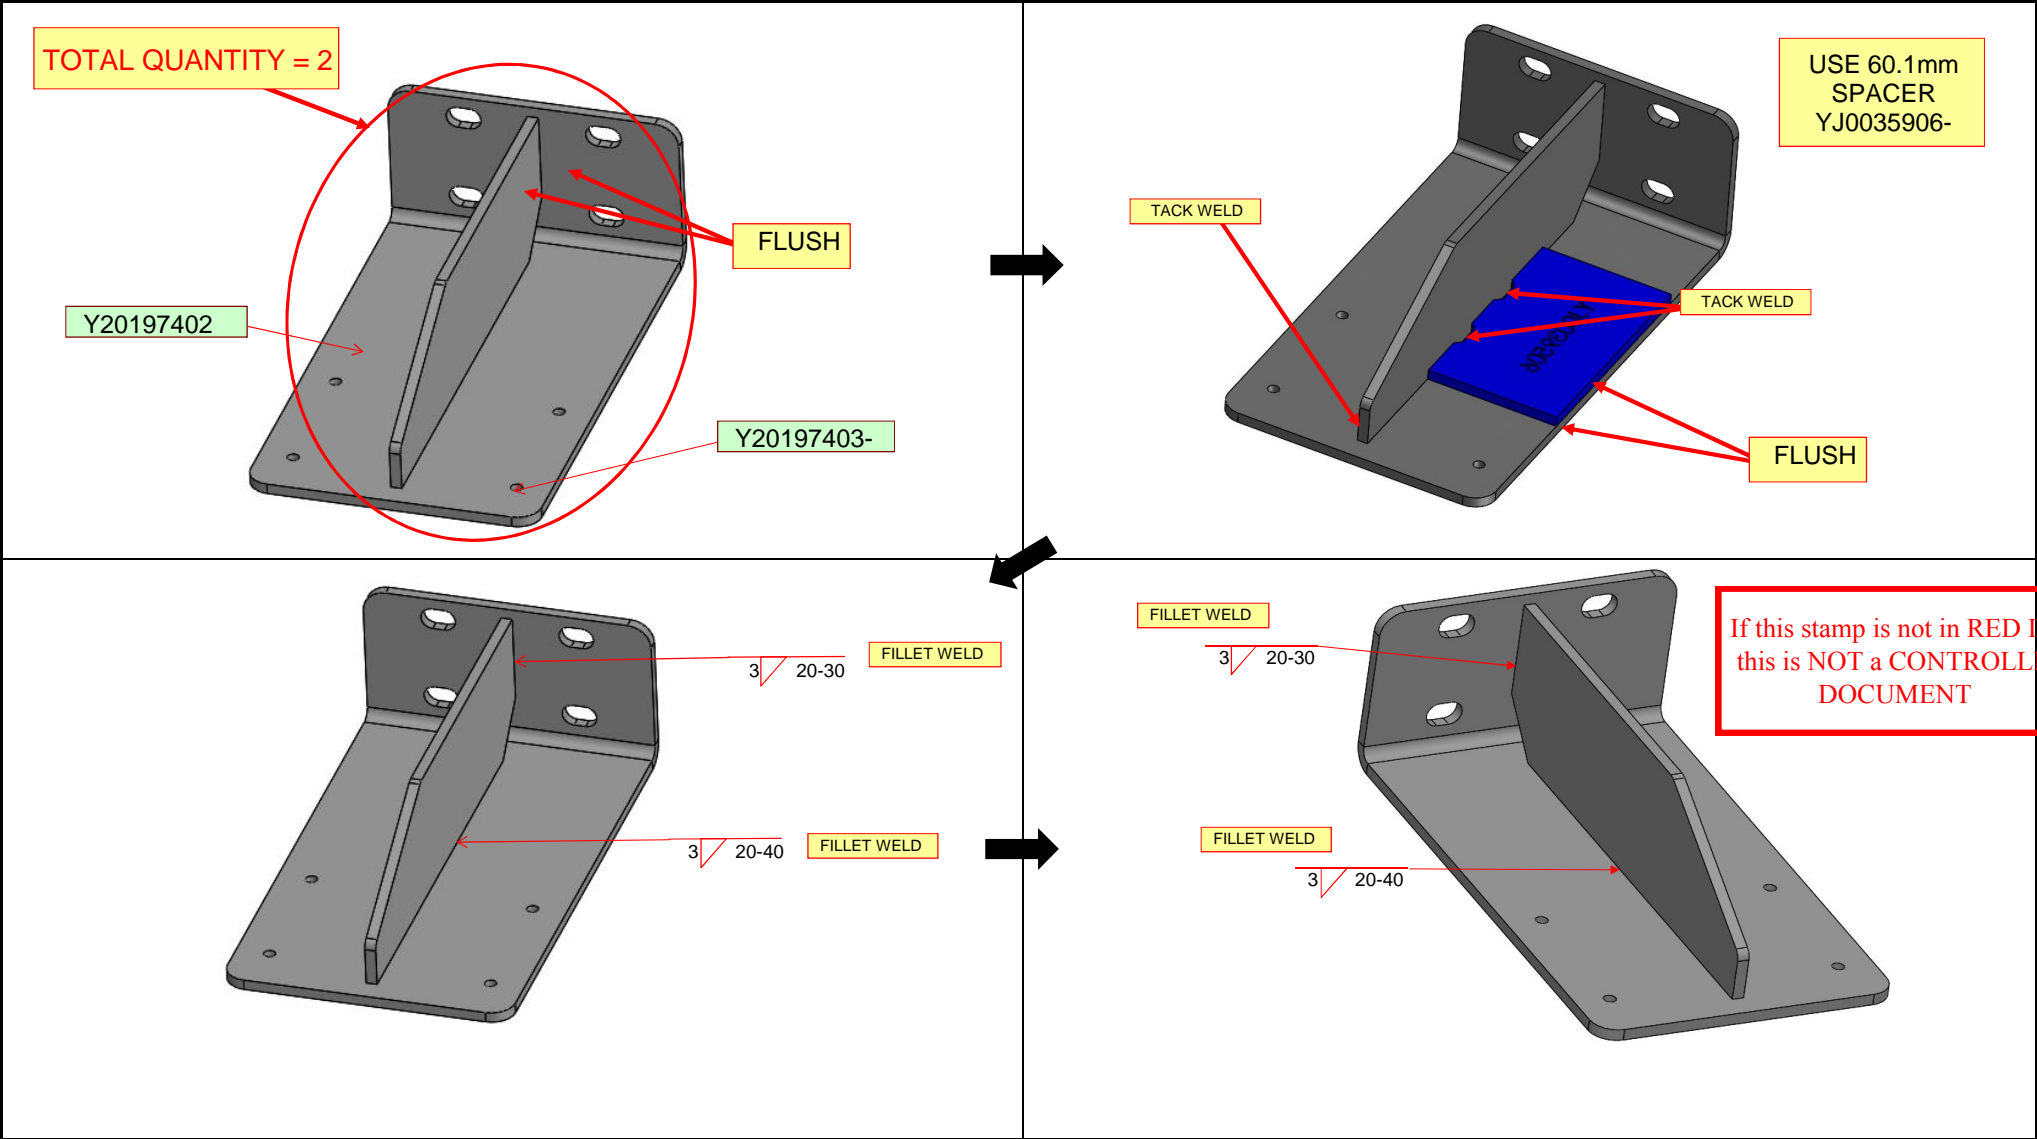 TOTAL QUANTITY = 2
FLUSH
Y20197402
Y20197403-
USE 60.1mm
SPACER
YJ0035906-
TACK WELD
TACK WELD
FLUSH
FILLET WELD
3 20-30
FILLET WELD
3 20-40
FILLET WELD
3 20-30
FILLET WELD
3 20-40
If this stamp is not in RED
this is NOT a CONTROLL
DOCUMENT